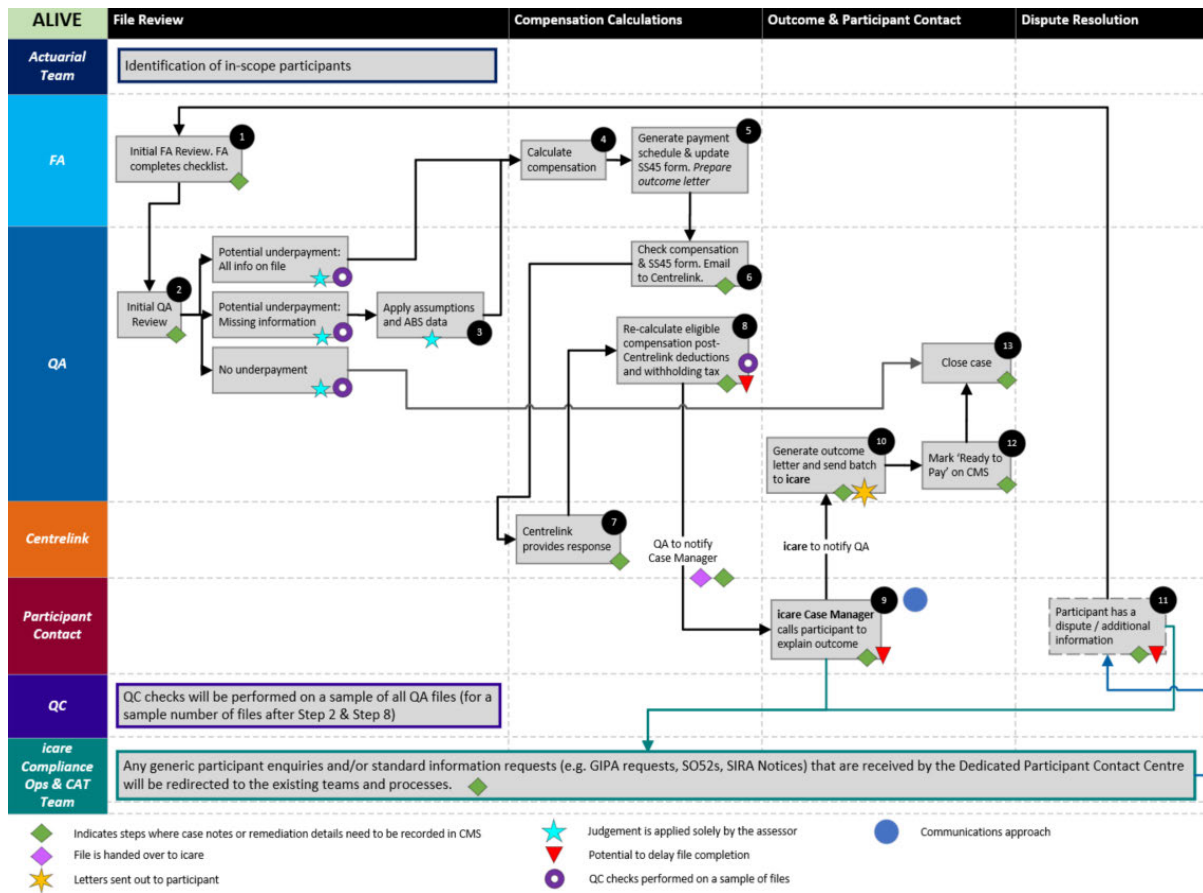 ALIVE
File Review
Compensation Calculations
Outcome & Participant Contact
Dispute Resolution
Actuarial
Team
Identification of in-scope participants
FA
1
Initial FA Review. FA
completes checklist.
4
Calculate
compensation
5
Generate payment
schedule & update
SS45 form. Prepare
outcome letter
QA
2
Initial QA
Review
Potential underpayment:
All info on file
Potential underpayment:
Missing information
No underpayment
Apply assumptions
and ABS data
3
Check compensation
& SS45 form. Email
to Centrelink.
6
8
Re-calculate eligible
compensation post-
Centrelink deductions
and withholding tax
13
Close case
10
Generate outcome
letter and send batch
to icare
12
Mark 'Ready to
Pay' on CMS
Centrelink
7
Centrelink
provides response
QA to notify
Case Manager
icare to notify QA
Participant
Contact
9
icare Case Manager
calls participant to
explain outcome
11
Participant has a
dispute / additional
information
QC
QC checks will be performed on a sample of all QA files (for a
sample number of files after Step 2 & Step 8)
icare
Compliance
Ops & CAT
Team
Any generic participant enquiries and/or standard information requests (e.g. GIPA requests, SO52s, SIRA Notices) that are received by the Dedicated Participant Contact Centre
will be redirected to the existing teams and processes.
Indicates steps where case notes or remediation details need to be recorded in CMS
File is handed over to icare
Letters sent out to participant
Judgement is applied solely by the assessor
Potential to delay file completion
QC checks performed on a sample of files
Communications approach